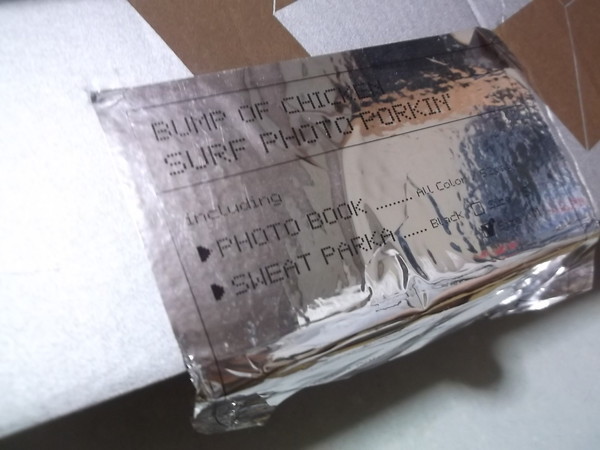 BUMP OF CHICKEN
SURF PHOTO PORKIN'
Including
▶ PHOTO BOOK ......... All Color
▶ SWEAT PARKA ...... Black